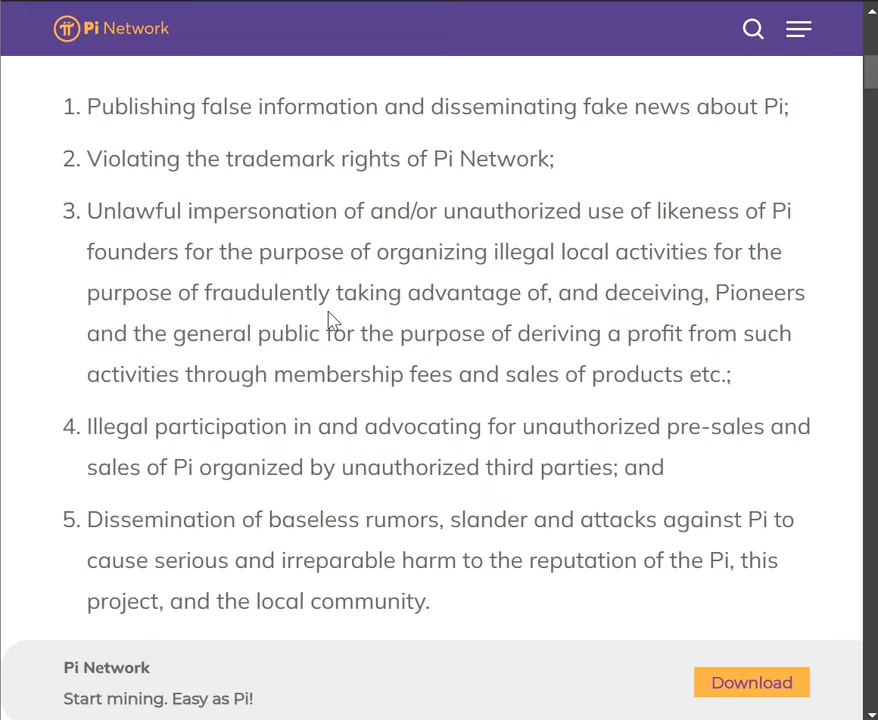 Pi Network
1. Publishing false information and disseminating fake news about Pi;
2. Violating the trademark rights of Pi Network;
3. Unlawful impersonation of and/or unauthorized use of likeness of Pi
founders for the purpose of organizing illegal local activities for the
purpose of fraudulently taking advantage of, and deceiving, Pioneers
and the general public for the purpose of deriving a profit from such
activities through membership fees and sales of products etc.;
4. Illegal participation in and advocating for unauthorized pre-sales and
sales of Pi organized by unauthorized third parties; and
5. Dissemination of baseless rumors, slander and attacks against Pi to
cause serious and irreparable harm to the reputation of the Pi, this
project, and the local community.
Pi Network
Start mining. Easy as Pi!
Download